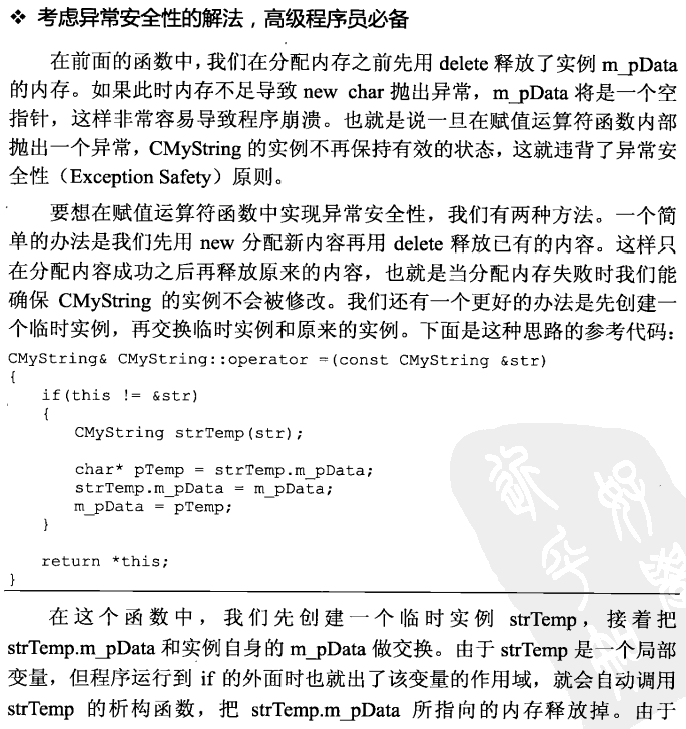 ❖ 考虑异常安全性的解法，高级程序员必备
在前面的函数中，我们在分配内存之前先用 delete 释放了实例 m_pData
的内存。如果此时内存不足导致 new char 抛出异常，m_pData 将是一个空
指针，这样非常容易导致程序崩溃。也就是说一旦在赋值运算符函数内部
抛出一个异常，CMyString 的实例不再保持有效的状态，这就违背了异常安
全性（Exception Safety）原则。
要想在赋值运算符函数中实现异常安全性，我们有两种方法。一个简
单的办法是我们先用 new 分配新内容再用 delete 释放已有的内容。这样只
在分配内容成功之后再释放原来的内容，也就是当分配内存失败时我们能
确保 CMyString 的实例不会被修改。我们还有一个更好的办法是先创建一
个临时实例，再交换临时实例和原来的实例。下面是这种思路的参考代码：
CMyString& CMyString::operator =(const CMyString &str)
{
if(this != &str)
{
CMyString strTemp(str);
char* pTemp = strTemp.m_pData;
strTemp.m_pData = m_pData;
m_pData = pTemp;
}
return *this;
}
在这个函数中，我们先创建一个临时实例 strTemp，接着把
strTemp.m_pData 和实例自身的 m_pData 做交换。由于 strTemp 是一个局部
变量，但程序运行到 if 的外面时也就出了该变量的作用域，就会自动调用
strTemp 的析构函数，把 strTemp.m_pData 所指向的内存释放掉。由于